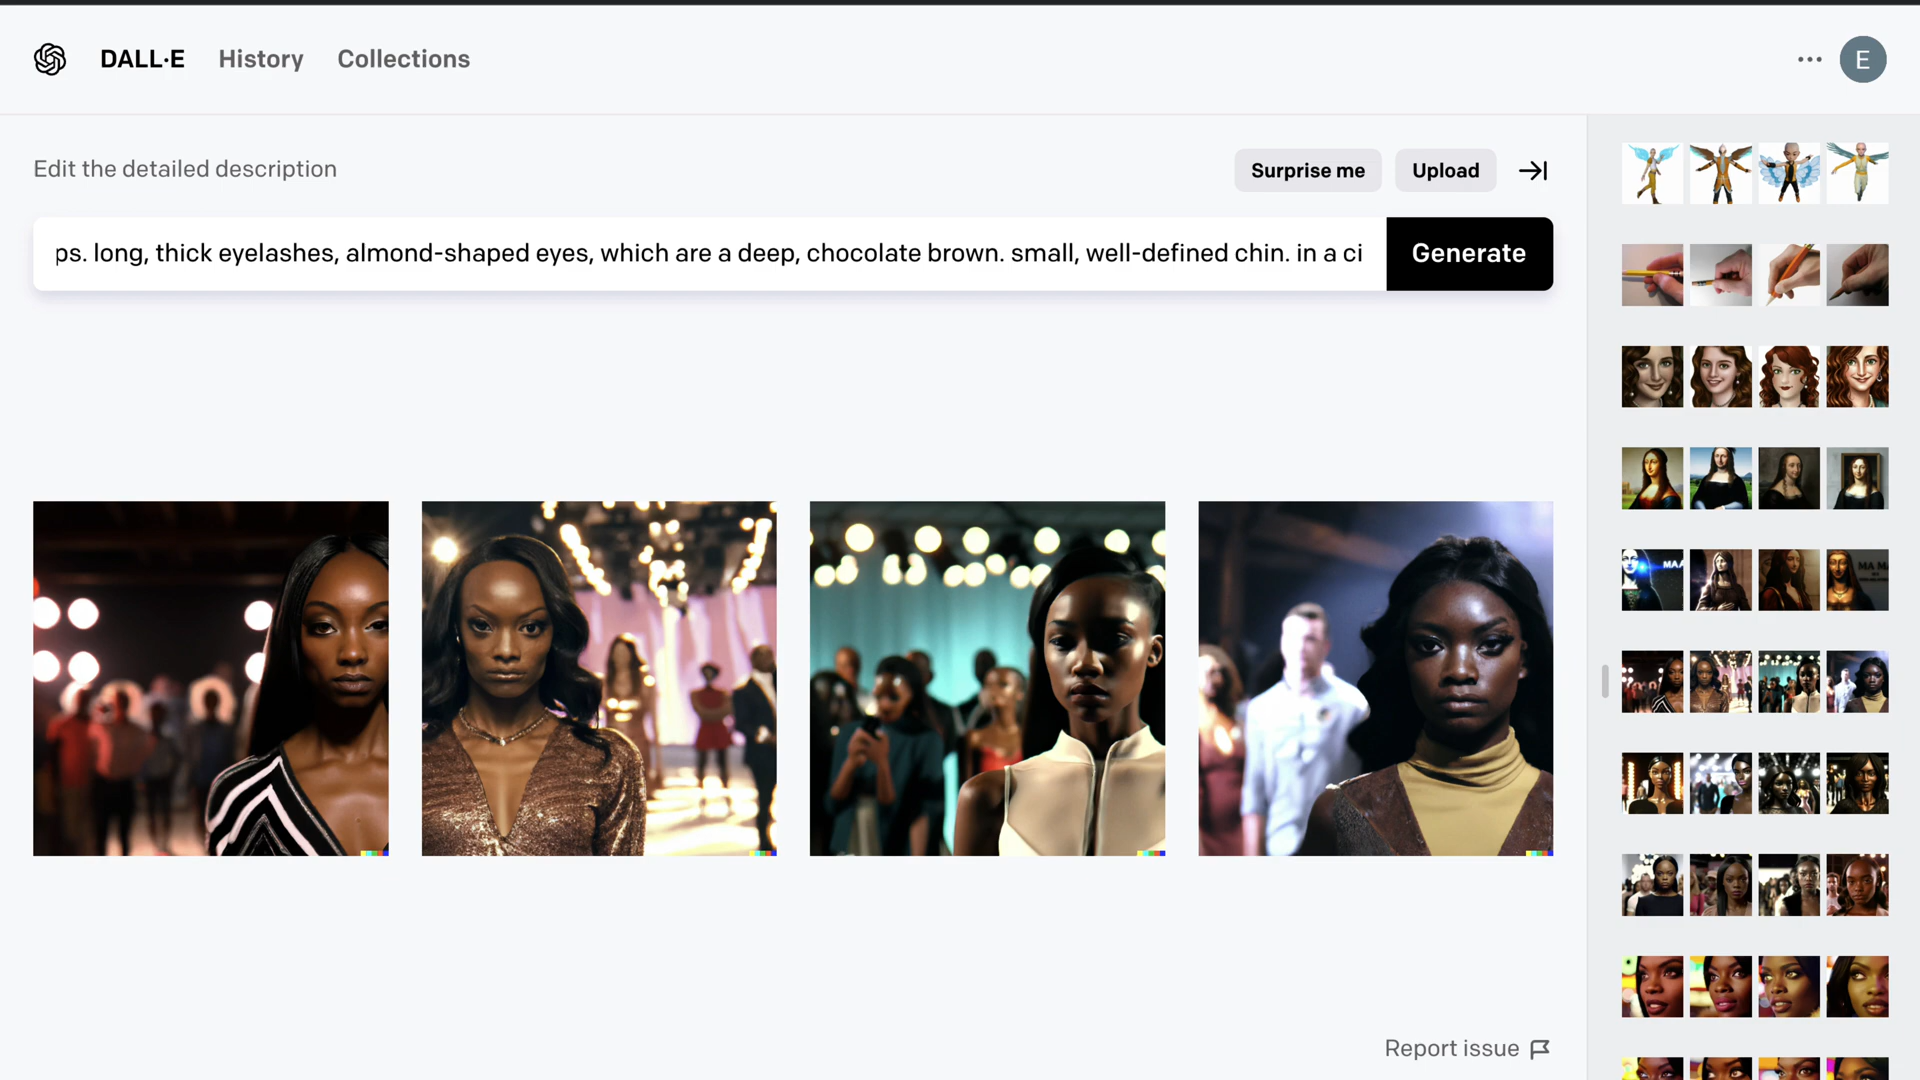 DALL·E History Collections
E
Edit the detailed description
Surprise me
Upload
ps. long, thick eyelashes, almond-shaped eyes, which are a deep, chocolate brown. small, well-defined chin. in a ci
Generate
MA M
Report issue